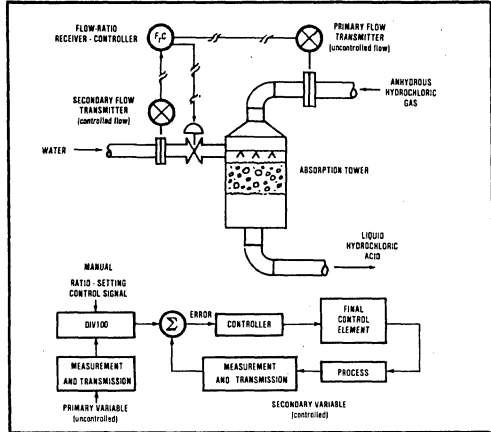 FLOW-RATIO
RECEIVER - CONTROLLER
FrC
PRIMARY FLOW
TRANSMITTER
(uncontrolled flow)
SECONDARY FLOW
TRANSMITTER
(controlled flow)
ANHYDROUS
HYDROCHLORIC
GAS
WATER
ABSORPTION TOWER
LIQUID
HYDROCHLORIC
ACID
MANUAL
RATIO - SETTING
CONTROL SIGNAL
DIV100
Σ
ERROR
CONTROLLER
FINAL
CONTROL
ELEMENT
MEASUREMENT
AND TRANSMISSION
MEASUREMENT
AND TRANSMISSION
PROCESS
PRIMARY VARIABLE
(uncontrolled)
SECONDARY VARIABLE
(controlled)